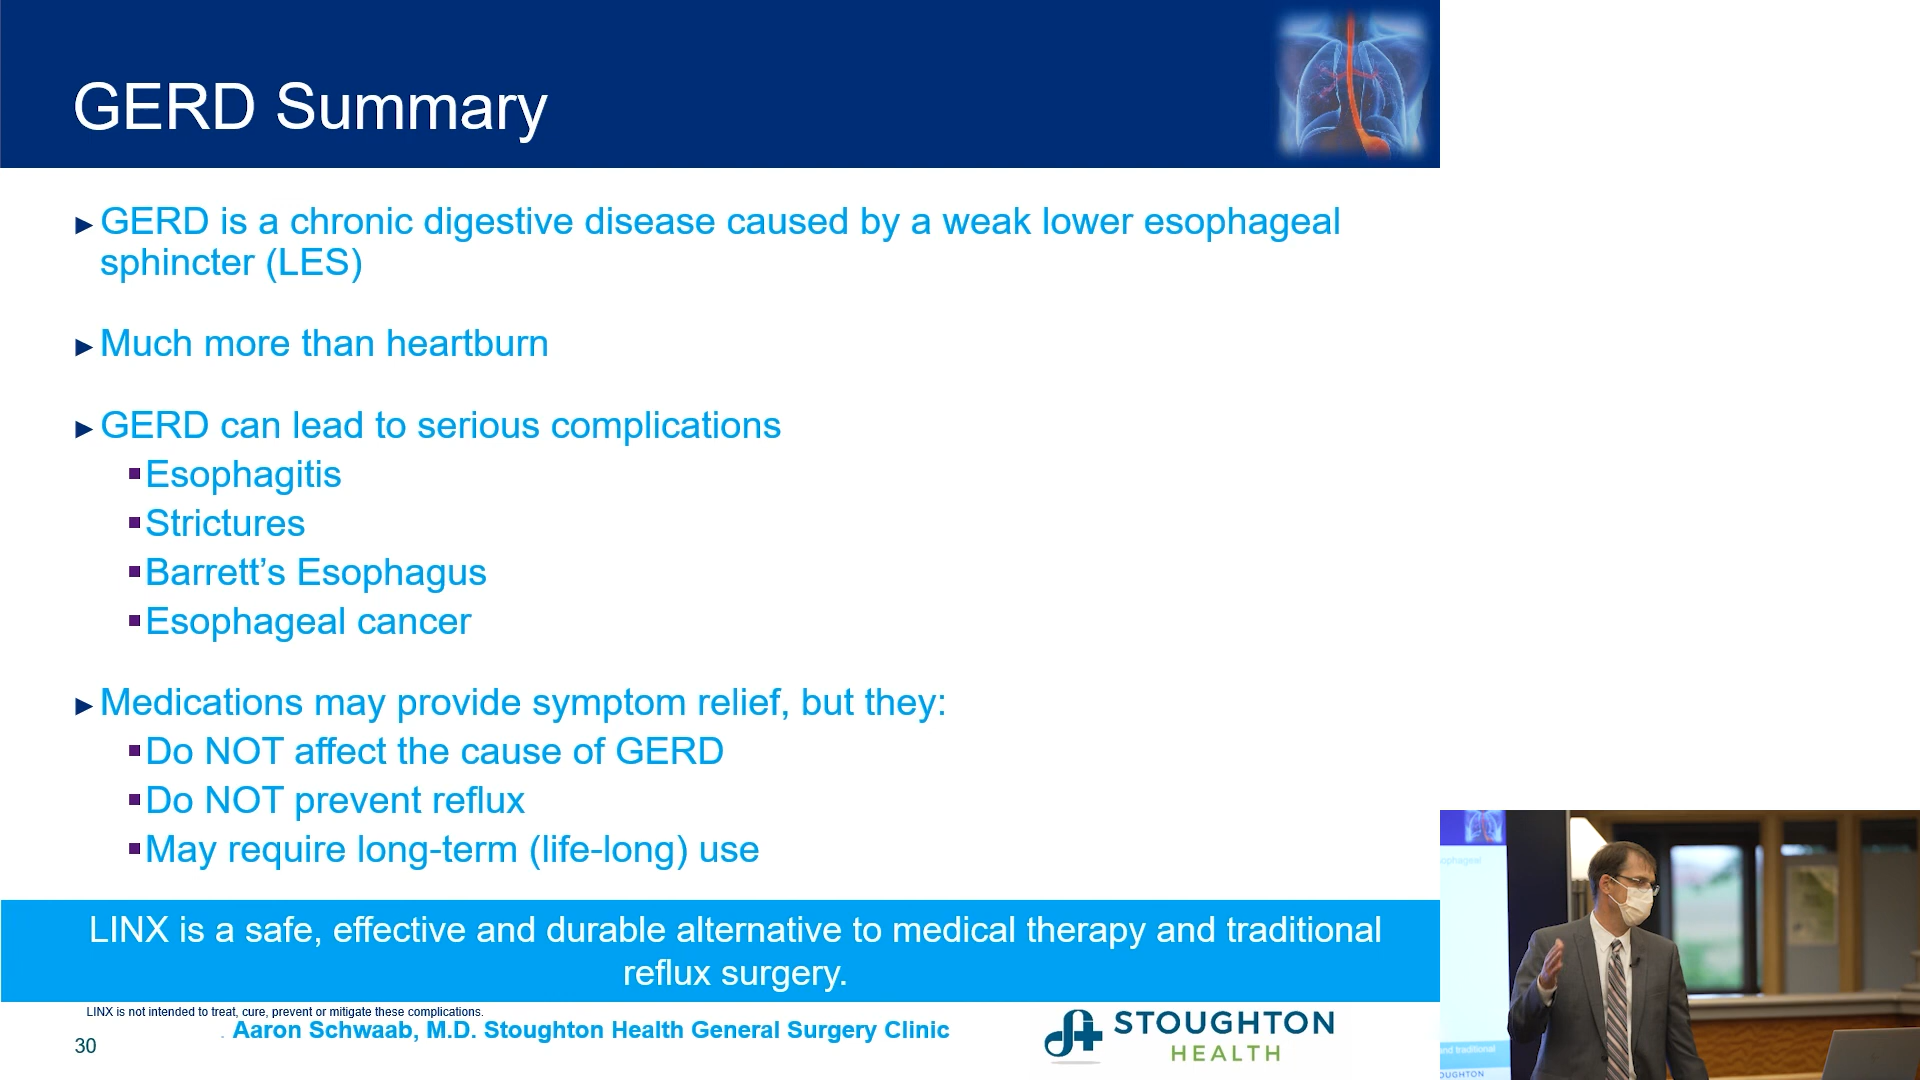 GERD Summary
► GERD is a chronic digestive disease caused by a weak lower esophageal
sphincter (LES)
► Much more than heartburn
► GERD can lead to serious complications
▪ Esophagitis
▪ Strictures
▪ Barrett’s Esophagus
▪ Esophageal cancer
► Medications may provide symptom relief, but they:
▪ Do NOT affect the cause of GERD
▪ Do NOT prevent reflux
▪ May require long-term (life-long) use
LINX is a safe, effective and durable alternative to medical therapy and traditional
reflux surgery.
LINX is not intended to treat, cure, prevent or mitigate these complications.
. Aaron Schwaab, M.D. Stoughton Health General Surgery Clinic
30
STOUGHTON
HEALTH
ophageal
and traditional
OUGHTON